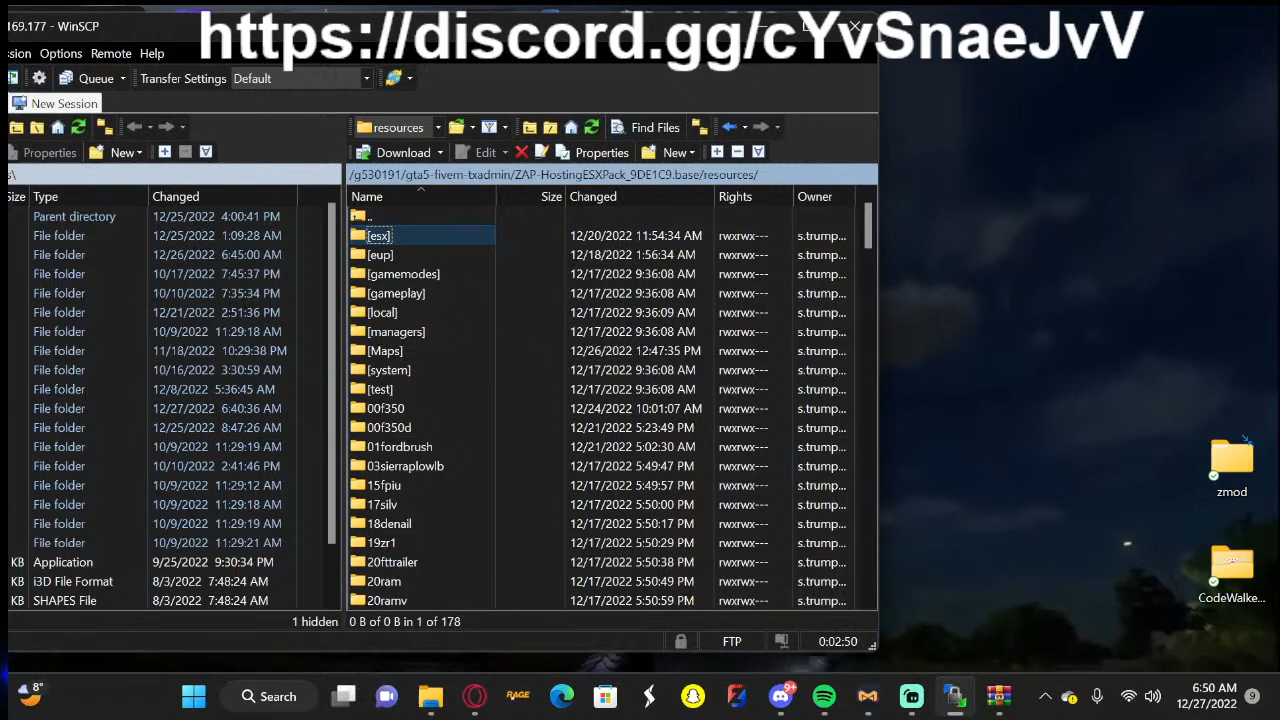 169.177 - WinSCP
https://discord.gg/cYvSnaeJvV
ssion Options Remote Help
Queue Transfer Settings Default
New Session
resources Find Files
Properties New Download Edit Properties New
s\ /g530191/gta5-fivem-txadmin/ZAP-HostingESXPack_9DE1C9.base/resources/
Size Type Changed Name Size Changed Rights Owner
Parent directory 12/25/2022 4:00:41 PM ..
File folder 12/25/2022 1:09:28 AM [esx] 12/20/2022 11:54:34 AM rwxrwx--- s.trump...
File folder 12/26/2022 6:45:00 AM [eup] 12/18/2022 1:56:34 AM rwxrwx--- s.trump...
File folder 10/17/2022 7:45:37 PM [gamemodes] 12/17/2022 9:36:08 AM rwxrwx--- s.trump...
File folder 10/10/2022 7:35:34 PM [gameplay] 12/17/2022 9:36:08 AM rwxrwx--- s.trump...
File folder 12/21/2022 2:51:36 PM [local] 12/17/2022 9:36:09 AM rwxrwx--- s.trump...
File folder 10/9/2022 11:29:18 AM [managers] 12/17/2022 9:36:08 AM rwxrwx--- s.trump...
File folder 11/18/2022 10:29:38 PM [Maps] 12/26/2022 12:47:35 PM rwxrwx--- s.trump...
File folder 10/16/2022 3:30:59 AM [system] 12/17/2022 9:36:08 AM rwxrwx--- s.trump...
File folder 12/8/2022 5:36:45 AM [test] 12/17/2022 9:36:08 AM rwxrwx--- s.trump...
File folder 12/27/2022 6:40:36 AM 00f350 12/24/2022 10:01:07 AM rwxrwx--- s.trump...
File folder 12/25/2022 8:47:26 AM 00f350d 12/21/2022 5:23:49 PM rwxrwx--- s.trump...
File folder 10/9/2022 11:29:19 AM 01fordbrush 12/21/2022 5:02:30 AM rwxrwx--- s.trump...
File folder 10/10/2022 2:41:46 PM 03sierraplowlb 12/17/2022 5:49:47 PM rwxrwx--- s.trump...
File folder 10/9/2022 11:29:12 AM 15fpiu 12/17/2022 5:49:57 PM rwxrwx--- s.trump...
File folder 10/9/2022 11:29:19 AM 17silv 12/17/2022 5:50:00 PM rwxrwx--- s.trump...
File folder 10/9/2022 11:29:19 AM 18denail 12/17/2022 5:50:17 PM rwxrwx--- s.trump...
File folder 10/9/2022 11:29:21 AM 19zr1 12/17/2022 5:50:29 PM rwxrwx--- s.trump...
KB Application 9/25/2022 9:30:34 PM 20fttrailer 12/17/2022 5:50:38 PM rwxrwx--- s.trump...
KB i3D File Format 8/3/2022 7:48:24 AM 20ram 12/17/2022 5:50:49 PM rwxrwx--- s.trump...
KB SHAPES File 8/3/2022 7:48:24 AM 20ramv 12/17/2022 5:50:59 PM rwxrwx--- s.trump...
1 hidden 0 B of 0 B in 1 of 178
FTP 0:02:50
zmod
CodeWalke...
8° Search RAGE 9+ 6:50 AM
12/27/2022 9